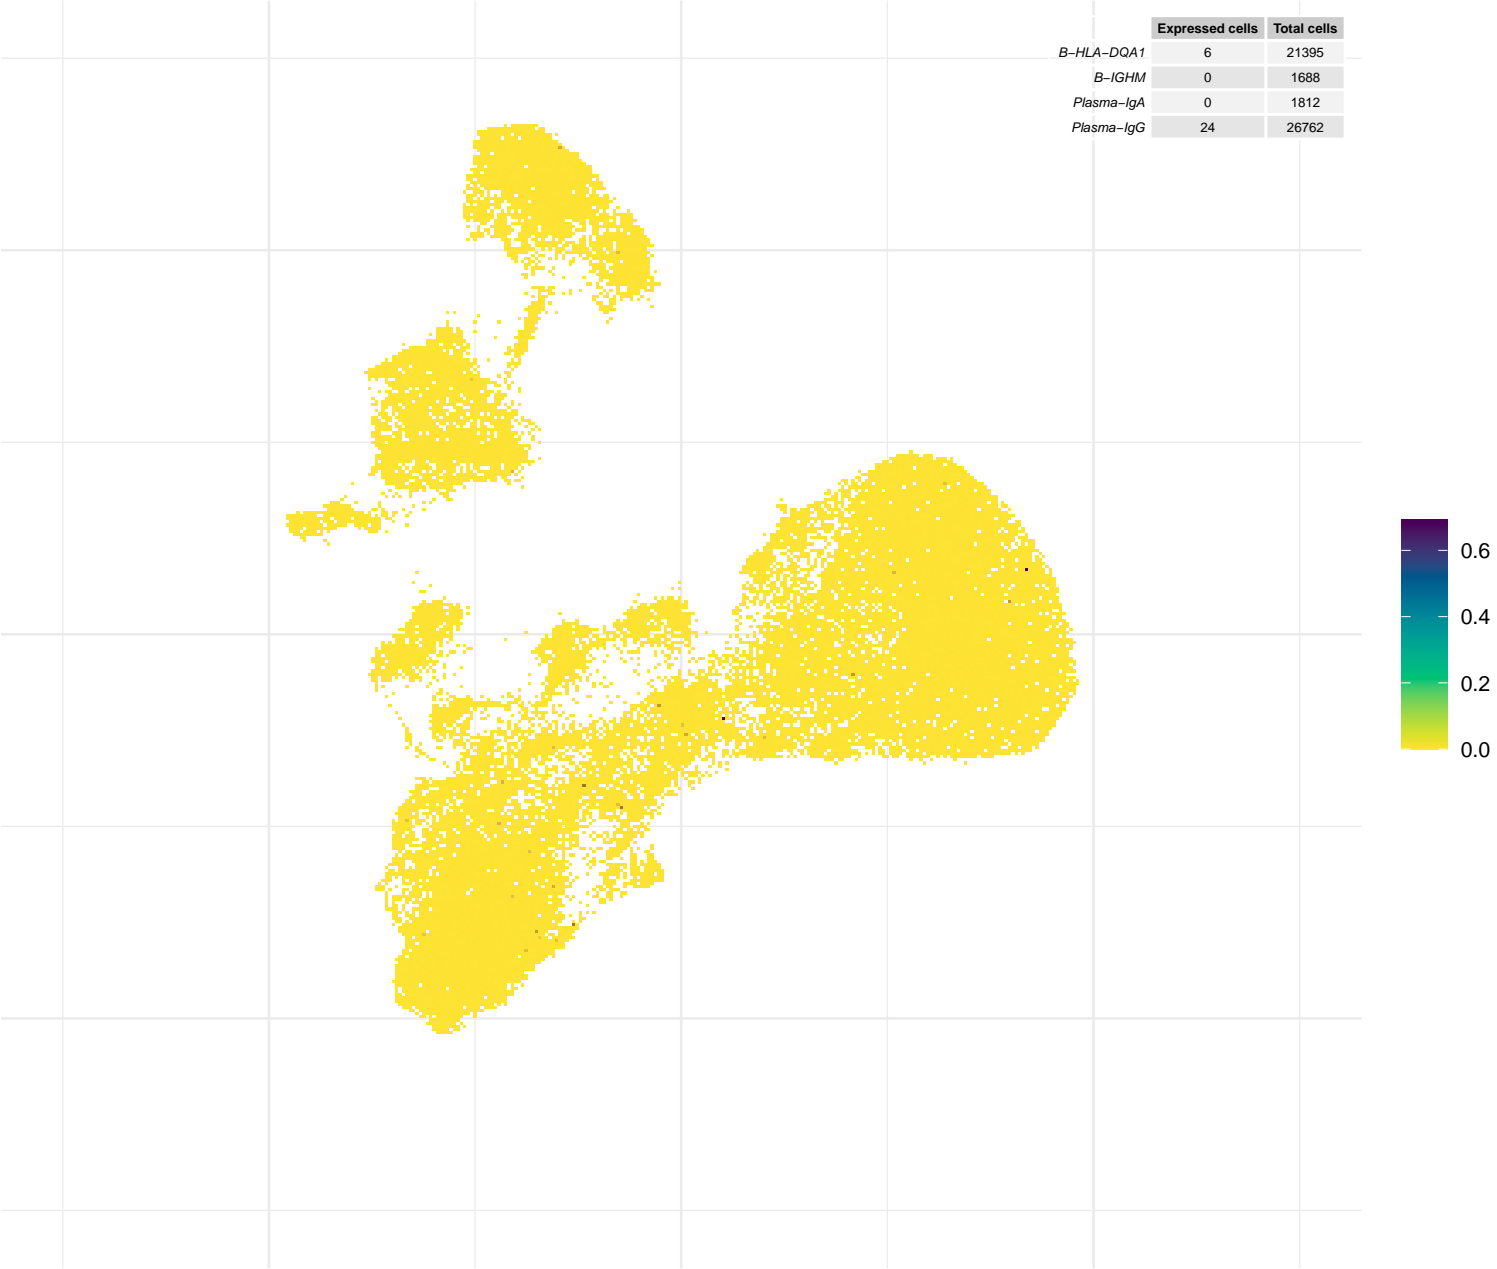 Expressed cells Total cells
B−HLA−DQA1 6 21395
B−IGHM 0 1688
Plasma−IgA 0 1812
Plasma−IgG 24 26762
0.6
0.4
0.2
0.0